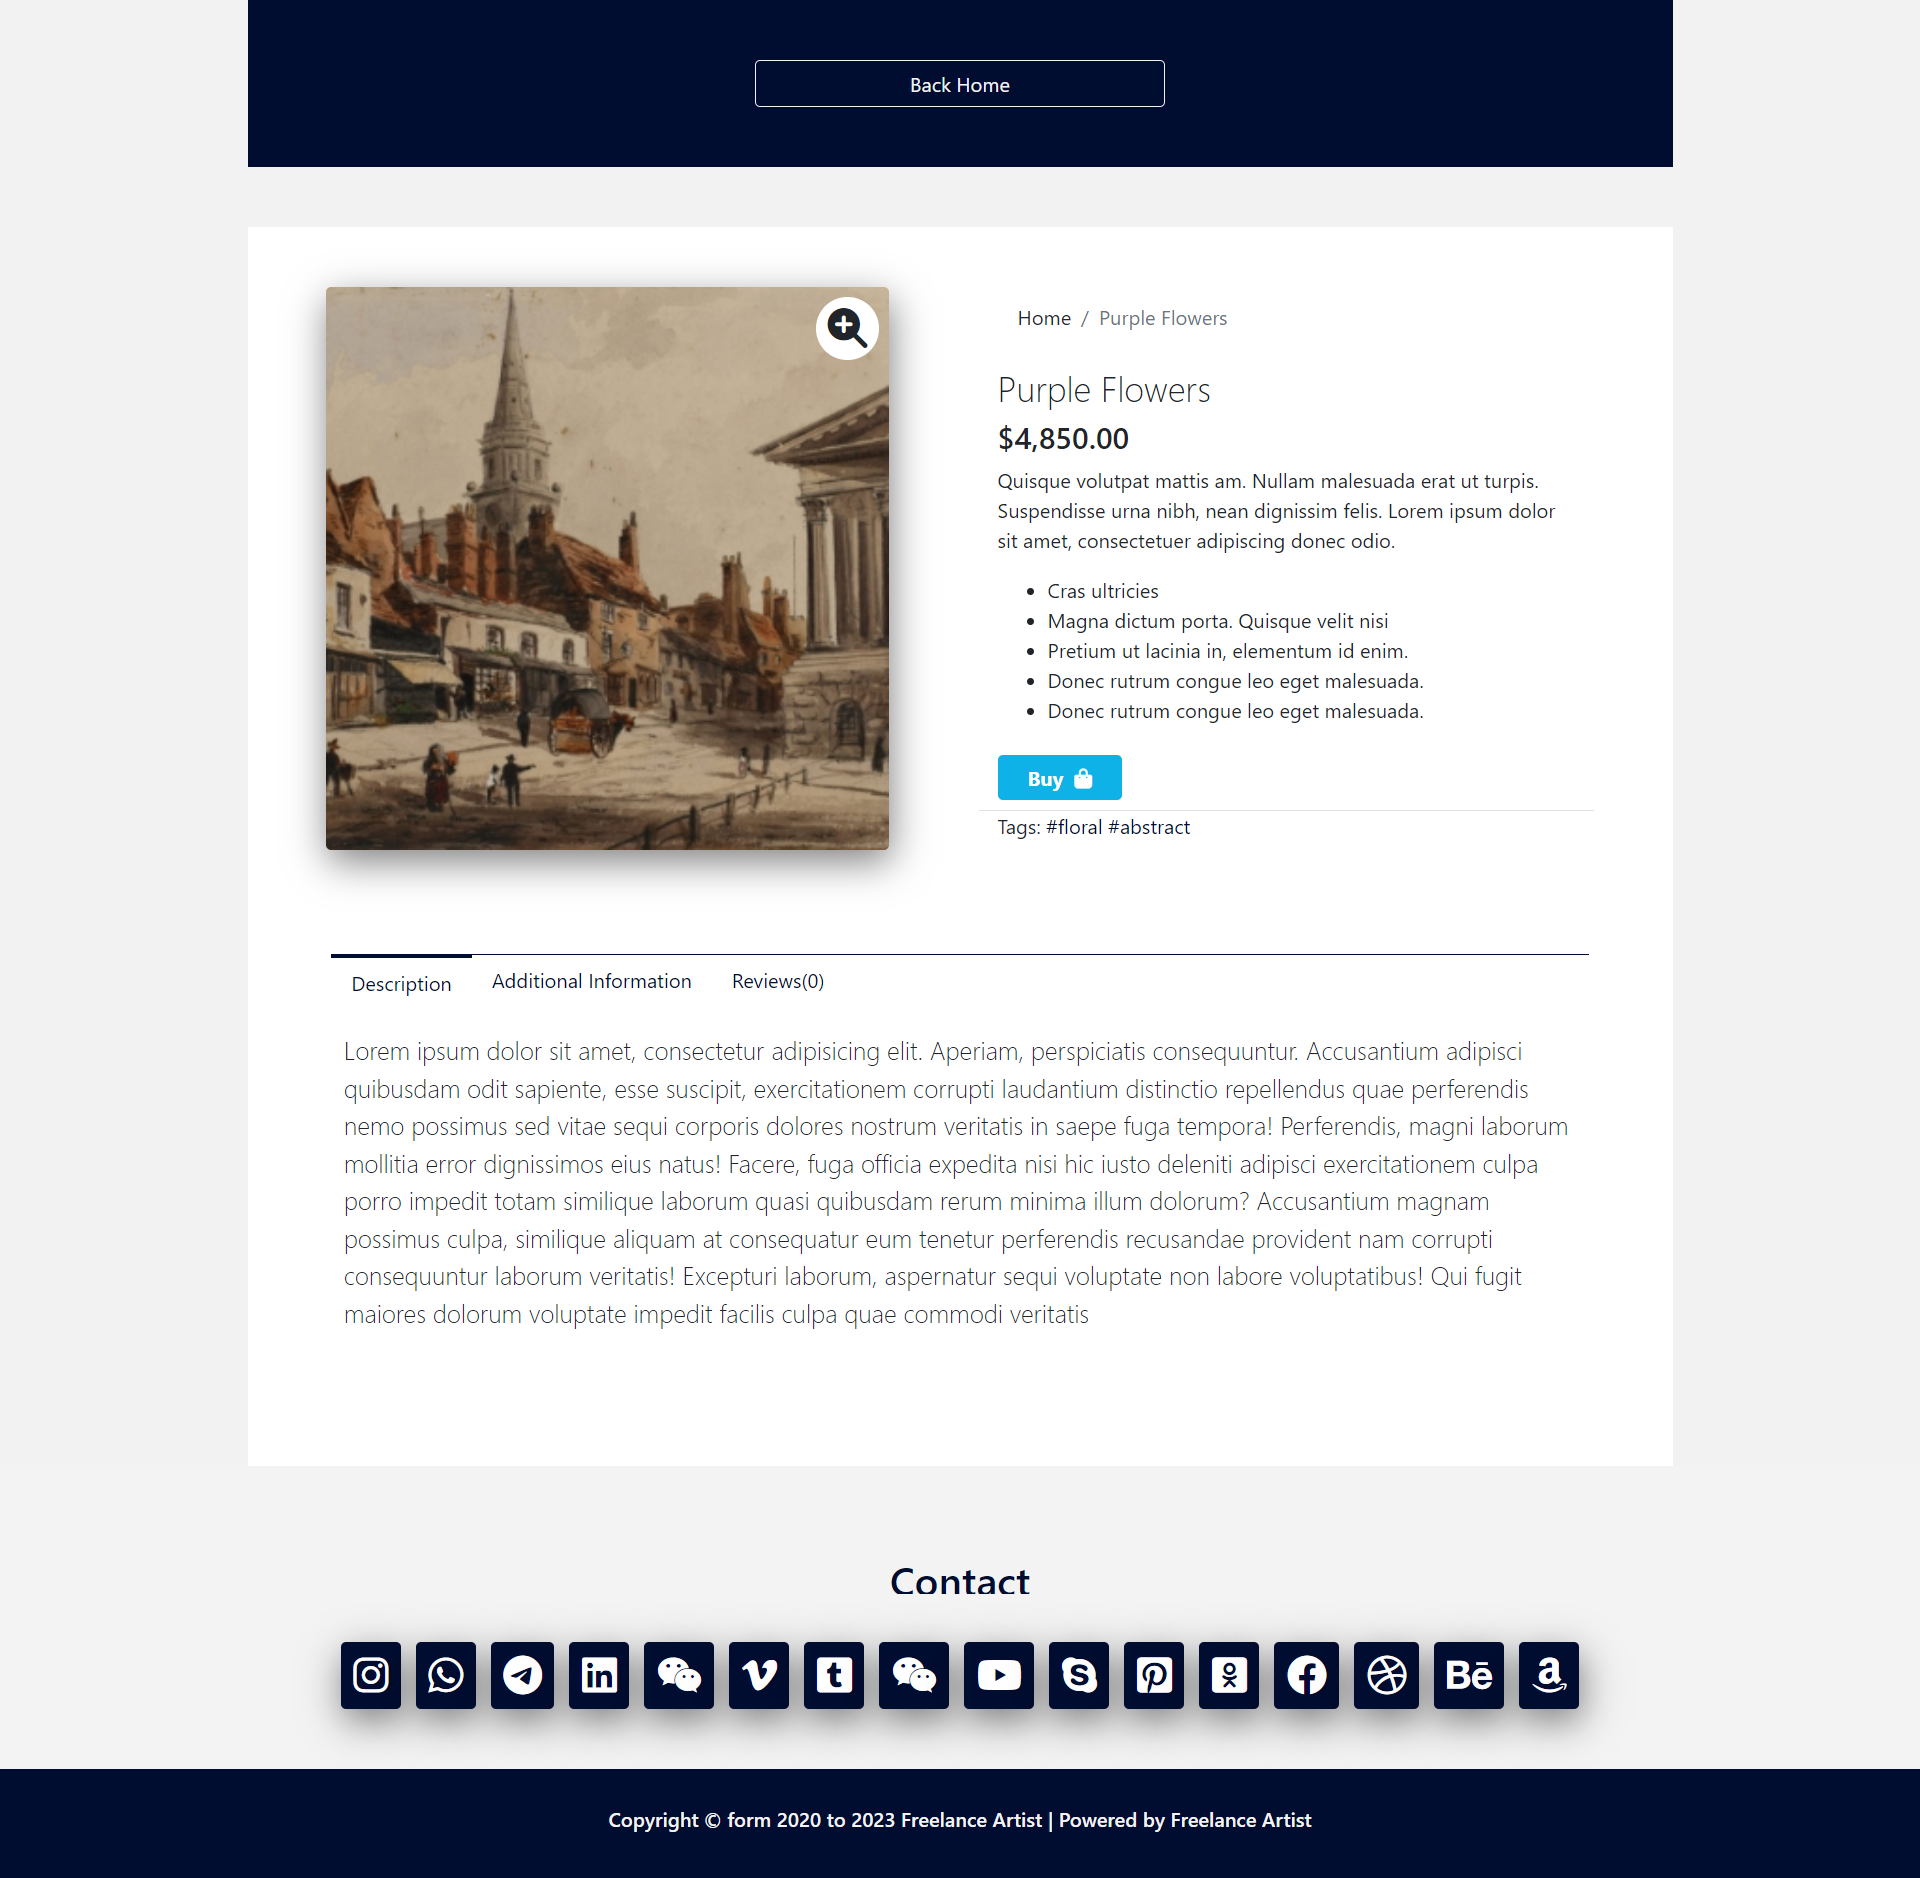 Back Home
Home / Purple Flowers
Purple Flowers
$4,850.00
Quisque volutpat mattis am. Nullam malesuada erat ut turpis.
Suspendisse urna nibh, nean dignissim felis. Lorem ipsum dolor
sit amet, consectetuer adipiscing donec odio.
• Cras ultricies
• Magna dictum porta. Quisque velit nisi
• Pretium ut lacinia in, elementum id enim.
• Donec rutrum congue leo eget malesuada.
• Donec rutrum congue leo eget malesuada.
Buy
Tags: #floral #abstract
Description Additional Information Reviews(0)
Lorem ipsum dolor sit amet, consectetur adipisicing elit. Aperiam, perspiciatis consequuntur. Accusantium adipisci
quibusdam odit sapiente, esse suscipit, exercitationem corrupti laudantium distinctio repellendus quae perferendis
nemo possimus sed vitae sequi corporis dolores nostrum veritatis in saepe fuga tempora! Perferendis, magni laborum
mollitia error dignissimos eius natus! Facere, fuga officia expedita nisi hic iusto deleniti adipisci exercitationem culpa
porro impedit totam similique laborum quasi quibusdam rerum minima illum dolorum? Accusantium magnam
possimus culpa, similique aliquam at consequatur eum tenetur perferendis recusandae provident nam corrupti
consequuntur laborum veritatis! Excepturi laborum, aspernatur sequi voluptate non labore voluptatibus! Qui fugit
maiores dolorum voluptate impedit facilis culpa quae commodi veritatis
Contact
Copyright © form 2020 to 2023 Freelance Artist | Powered by Freelance Artist